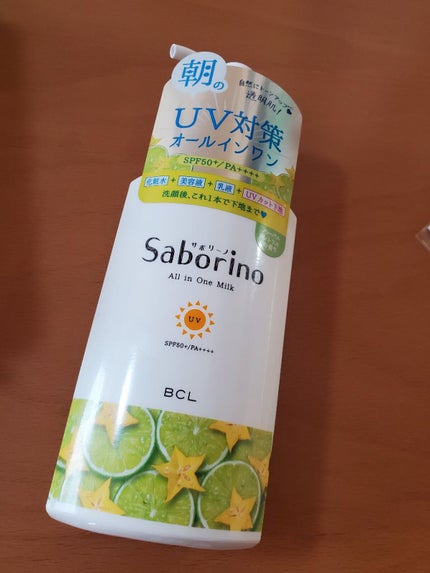 朝の
自然にトーンアップ
透明肌!
UV対策
オールインワン
SPF50+/PA++++
化粧水+美容液+乳液+UVカット下地
洗顔後、これ1本で下地まで♥
サボリーノ
Saborino
All in One Milk
UV
SPF50+/PA++++
BCL